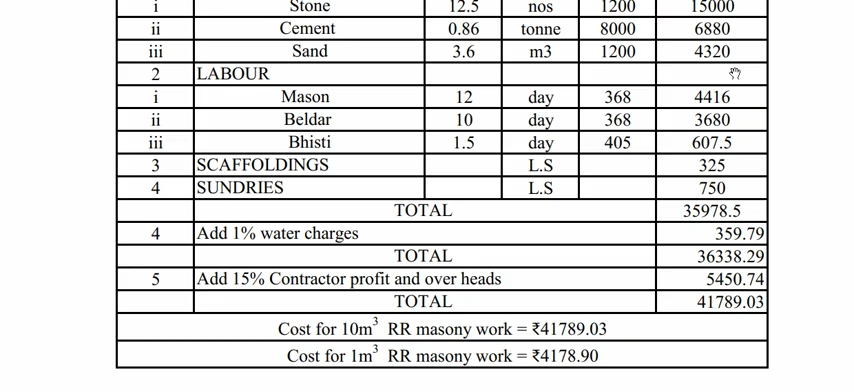 i Stone 12.5 nos 1200 15000
ii Cement 0.86 tonne 8000 6880
iii Sand 3.6 m3 1200 4320
2 LABOUR
i Mason 12 day 368 4416
ii Beldar 10 day 368 3680
iii Bhisti 1.5 day 405 607.5
3 SCAFFOLDINGS L.S 325
4 SUNDRIES L.S 750
TOTAL 35978.5
4 Add 1% water charges 359.79
TOTAL 36338.29
5 Add 15% Contractor profit and over heads 5450.74
TOTAL 41789.03
Cost for 10m³ RR masony work = ₹41789.03
Cost for 1m³ RR masony work = ₹4178.90